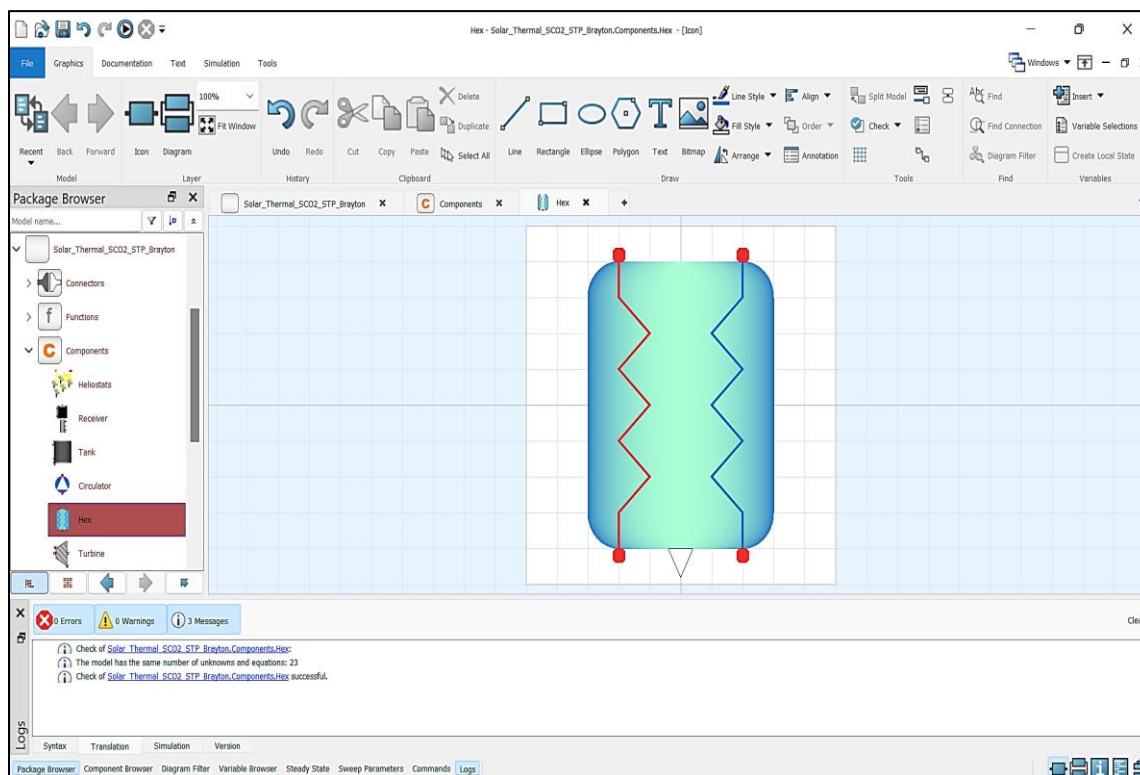 Hex - Solar_Thermal_SCO2_STP_Brayton.Components.Hex - [Icon]
File Graphics Documentation Text Simulation Tools Windows
100%
Fit Window
Recent Back Forward Icon Diagram Undo Redo Cut Copy Paste
Delete
Duplicate
Select All
Line Rectangle Ellipse Polygon Text Bitmap
Line Style Align
Fill Style Order
Arrange Annotation
Split Model
Check
Find
Find Connection
Diagram Filter
Insert
Variable Selections
Create Local State
Model Layer History Clipboard Draw Tools Find Variables
Package Browser
Model name...
Solar_Thermal_SCO2_STP_Brayton Components Hex
Solar_Thermal_SCO2_STP_Brayton
Connectors
f Functions
C Components
Heliostats
Receiver
Tank
Circulator
Hex
Turbine
0 Errors 0 Warnings 3 Messages
Clea
Check of Solar_Thermal_SCO2_STP_Brayton.Components.Hex:
The model has the same number of unknowns and equations: 23
Check of Solar_Thermal_SCO2_STP_Brayton.Components.Hex successful.
Logs
Syntax Translation Simulation Version
Package Browser Component Browser Diagram Filter Variable Browser Steady State Sweep Parameters Commands Logs